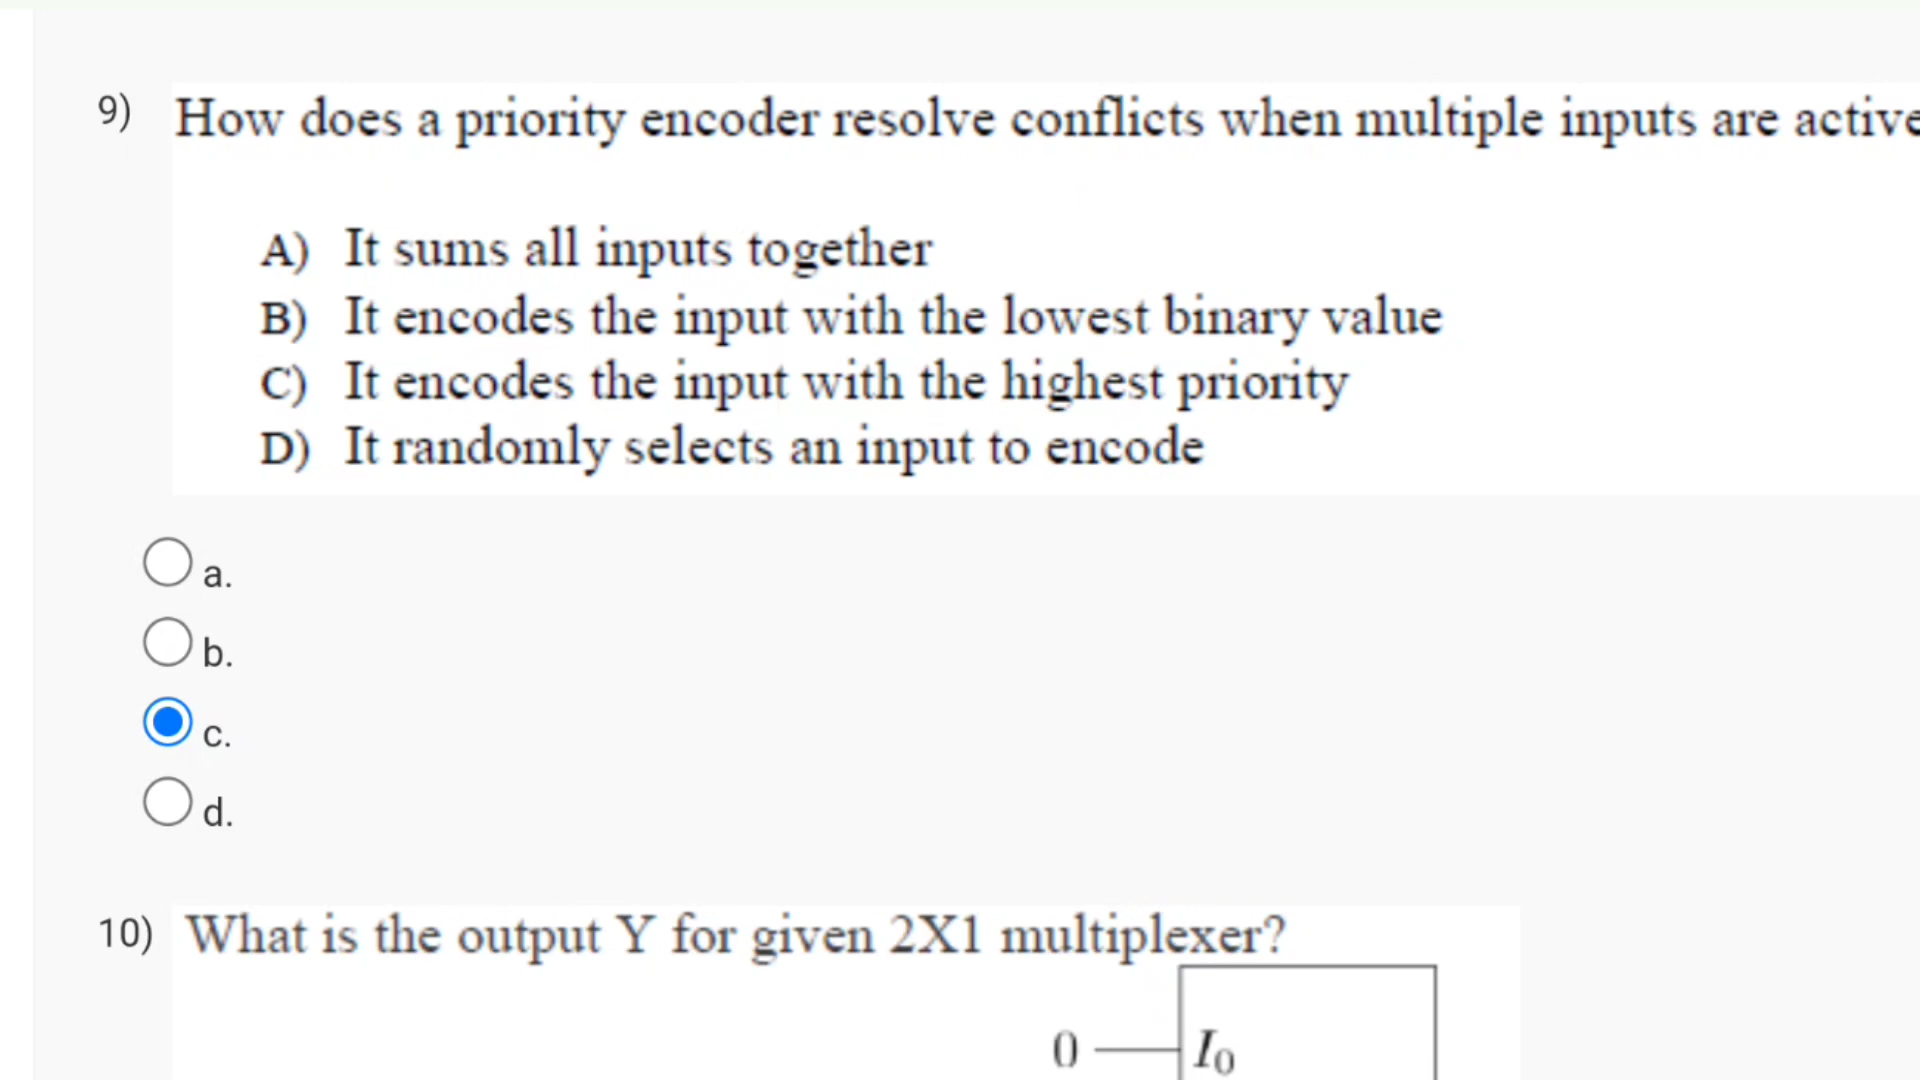 9) How does a priority encoder resolve conflicts when multiple inputs are active
A) It sums all inputs together
B) It encodes the input with the lowest binary value
C) It encodes the input with the highest priority
D) It randomly selects an input to encode
a.
b.
c.
d.
10) What is the output Y for given 2X1 multiplexer?
0 I₀